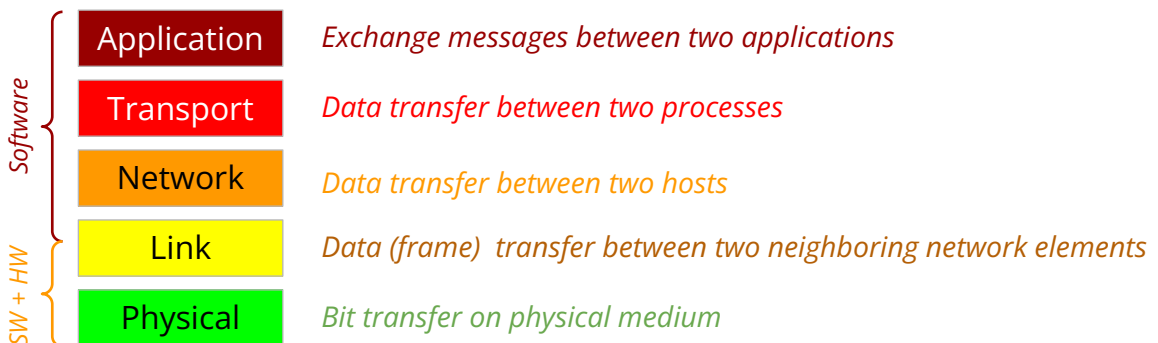 Application Exchange messages between two applications
Transport Data transfer between two processes
Software
Network Data transfer between two hosts
Link Data (frame)  transfer between two neighboring network elements
SW + HW
Physical Bit transfer on physical medium